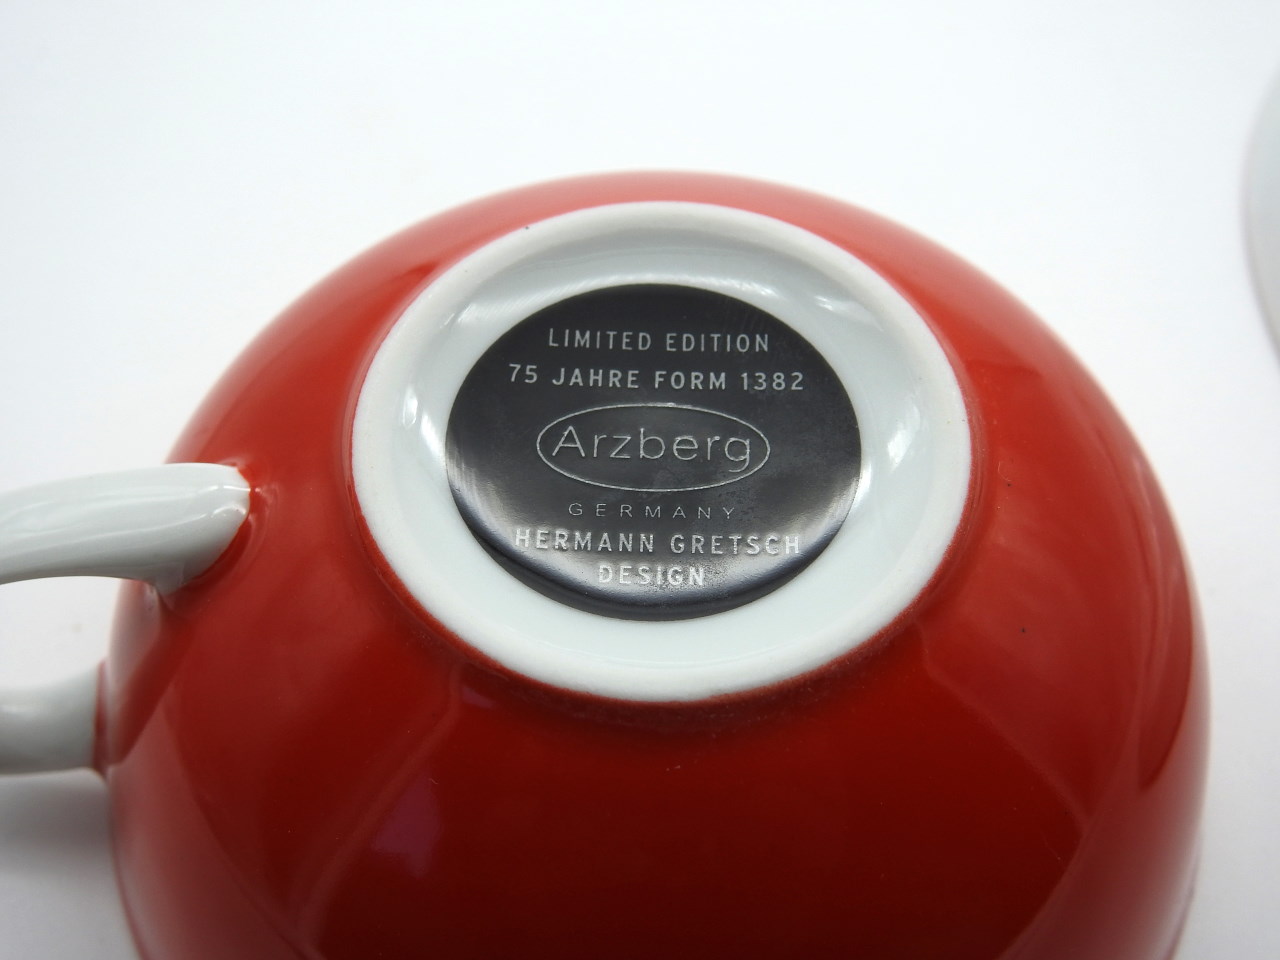 LIMITED EDITION
75 JAHRE FORM 1382
Arzberg
GERMANY
HERMANN GRETSCH
DESIGN